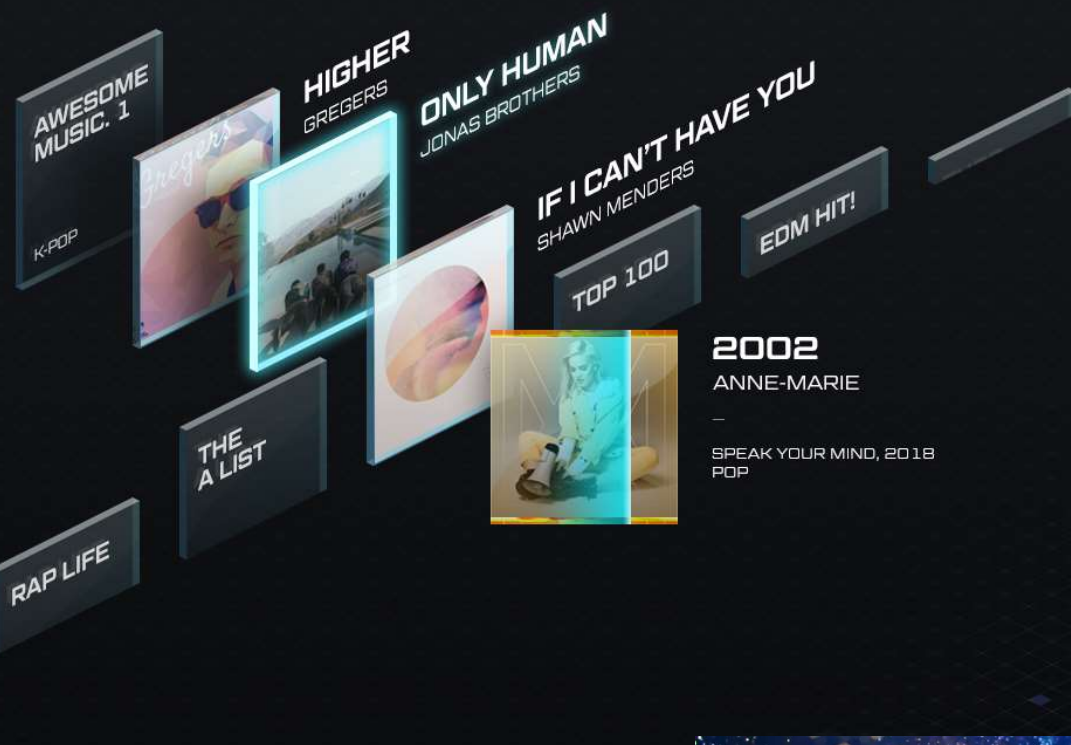 AWESOME
MUSIC. 1
K-POP
Gregers
HIGHER
GREGERS
ONLY HUMAN
JONAS BROTHERS
IF I CAN'T HAVE YOU
SHAWN MENDERS
TOP 100
EDM HIT!
2002
ANNE-MARIE
—
SPEAK YOUR MIND, 2018
POP
THE
A LIST
RAP LIFE